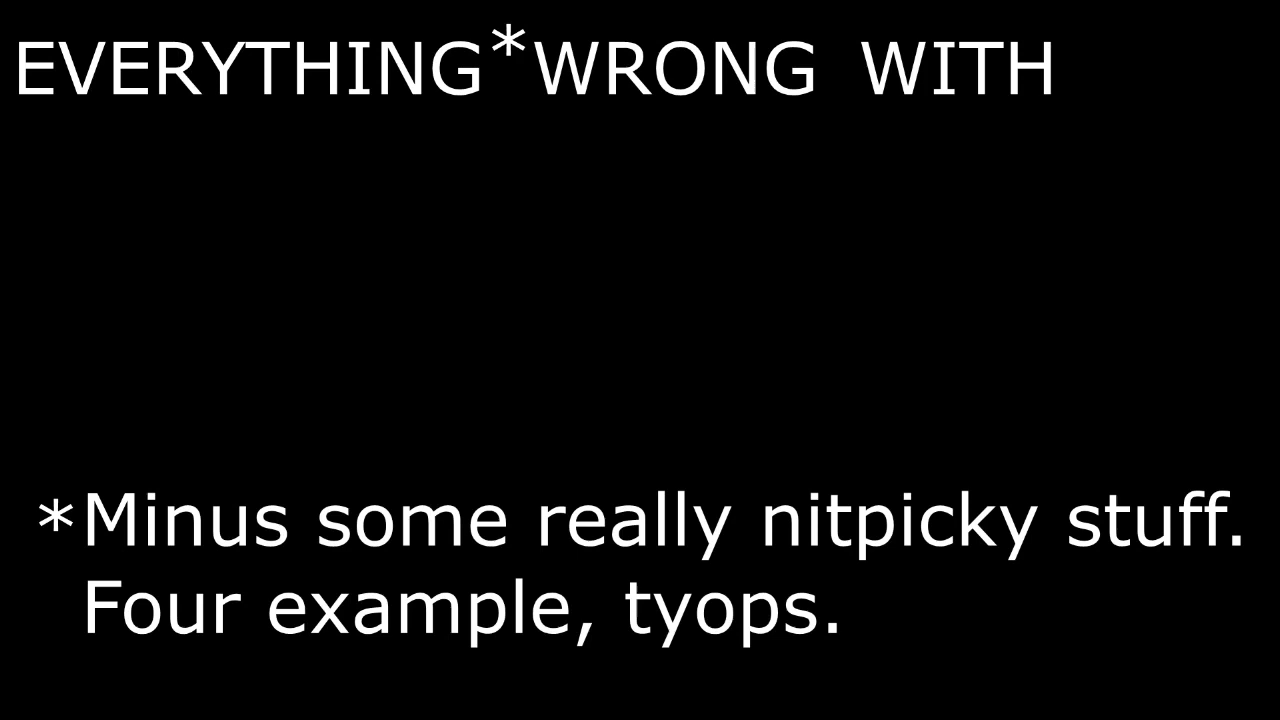 EVERYTHING*WRONG WITH
*Minus some really nitpicky stuff.
Four example, tyops.